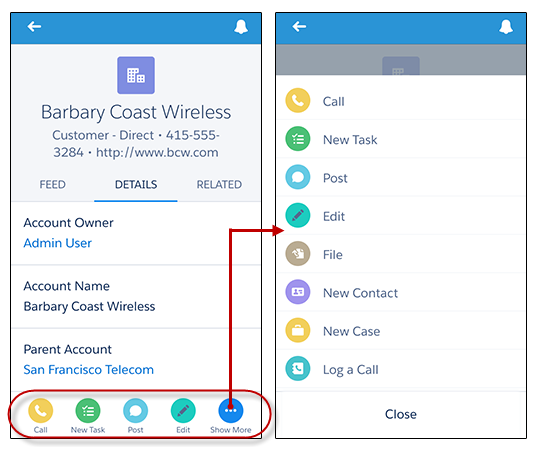 Barbary Coast Wireless
Customer - Direct • 415-555-
3284 • http://www.bcw.com
FEED DETAILS RELATED
Account Owner
Admin User
Account Name
Barbary Coast Wireless
Parent Account
San Francisco Telecom
Call New Task Post Edit Show More
Call
New Task
Post
Edit
File
New Contact
New Case
Log a Call
Close